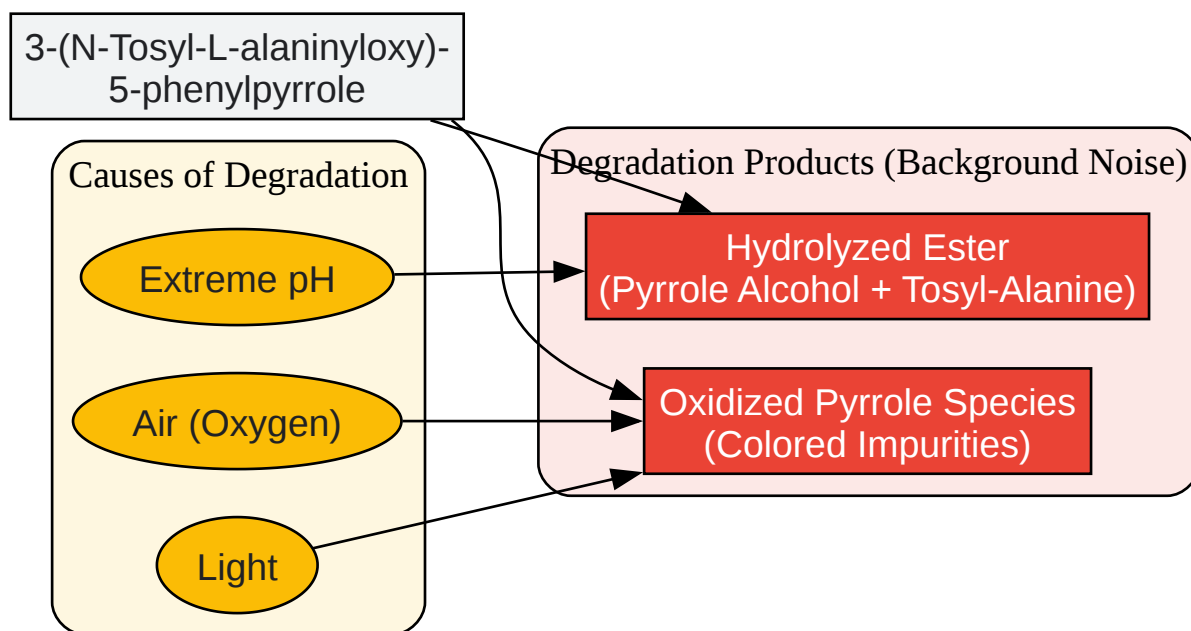 3-(N-Tosyl-L-alaninyloxy)-
5-phenylpyrrole
Causes of Degradation
Extreme pH
Air (Oxygen)
Light
Degradation Products (Background Noise)
Hydrolyzed Ester
(Pyrrole Alcohol + Tosyl-Alanine)
Oxidized Pyrrole Species
(Colored Impurities)